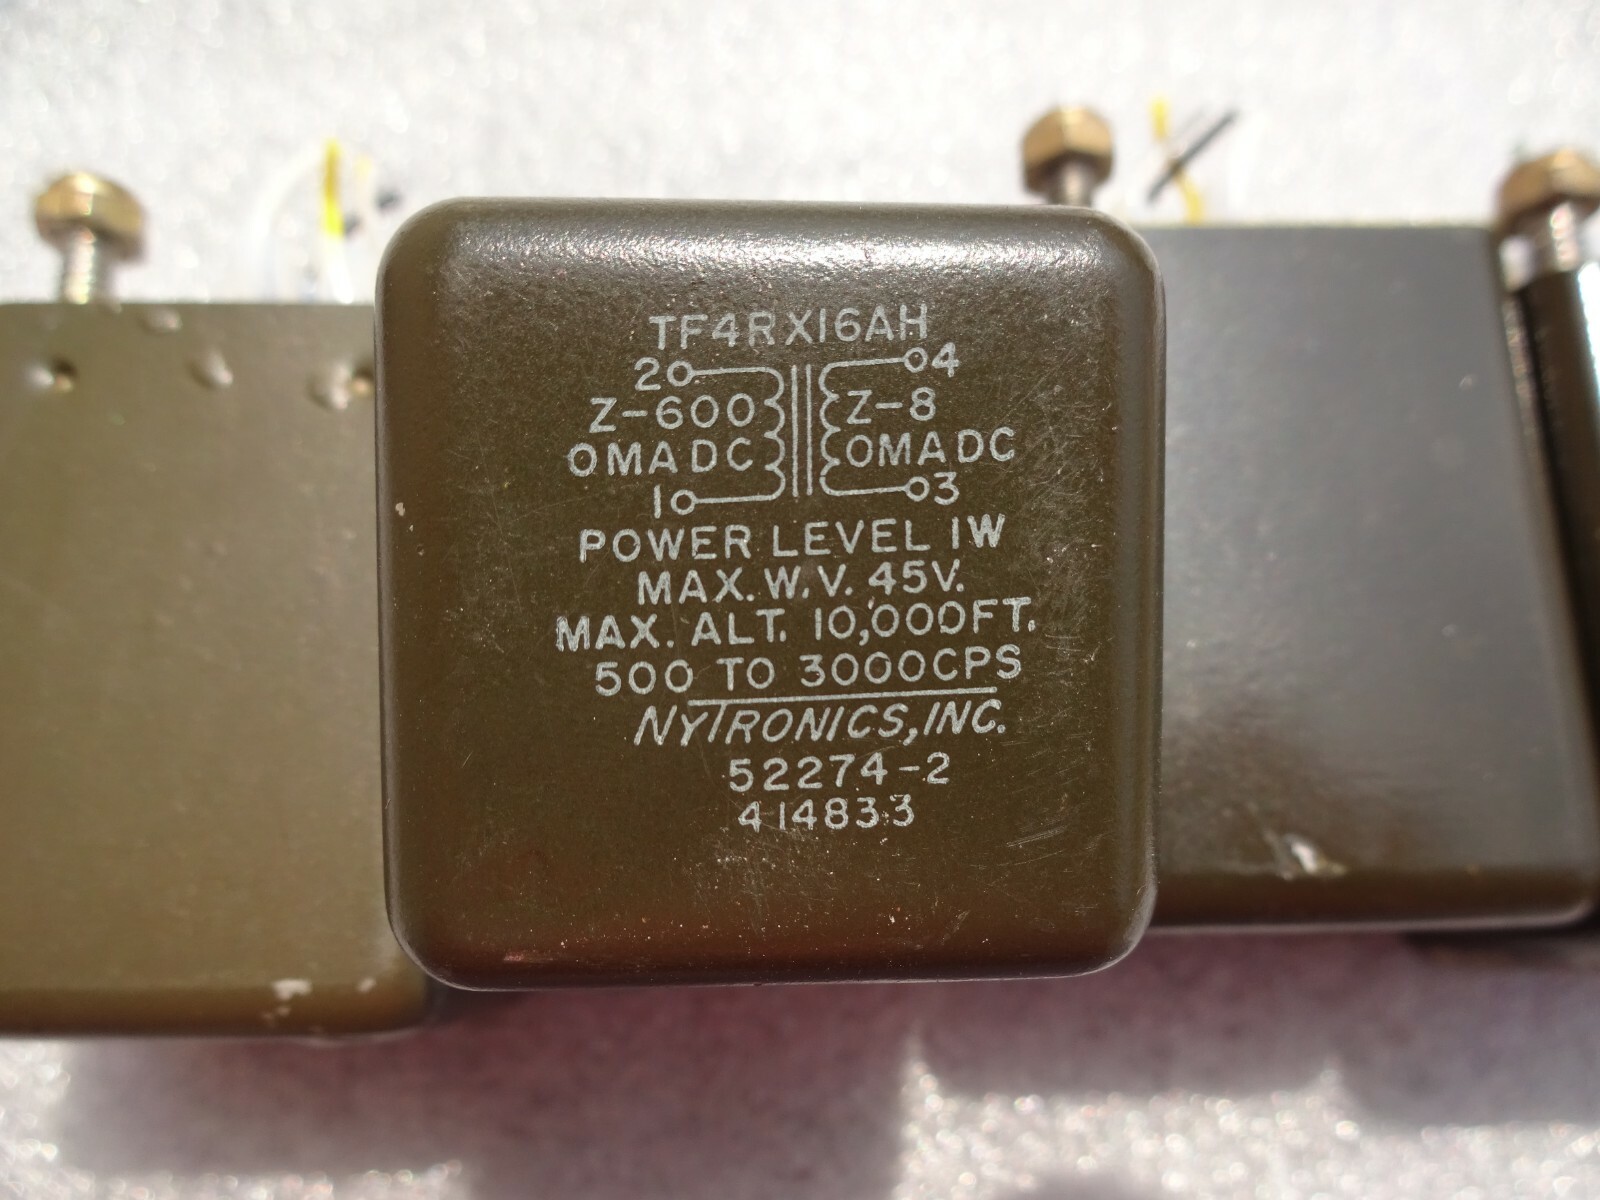 TF4RX16AH
2 4
Z-600 Z-8
0MADC 0MADC
1 3
POWER LEVEL 1W
MAX. W.V. 45V.
MAX. ALT. 10,000FT.
500 TO 3000CPS
NYTRONICS, INC.
52274-2
414833